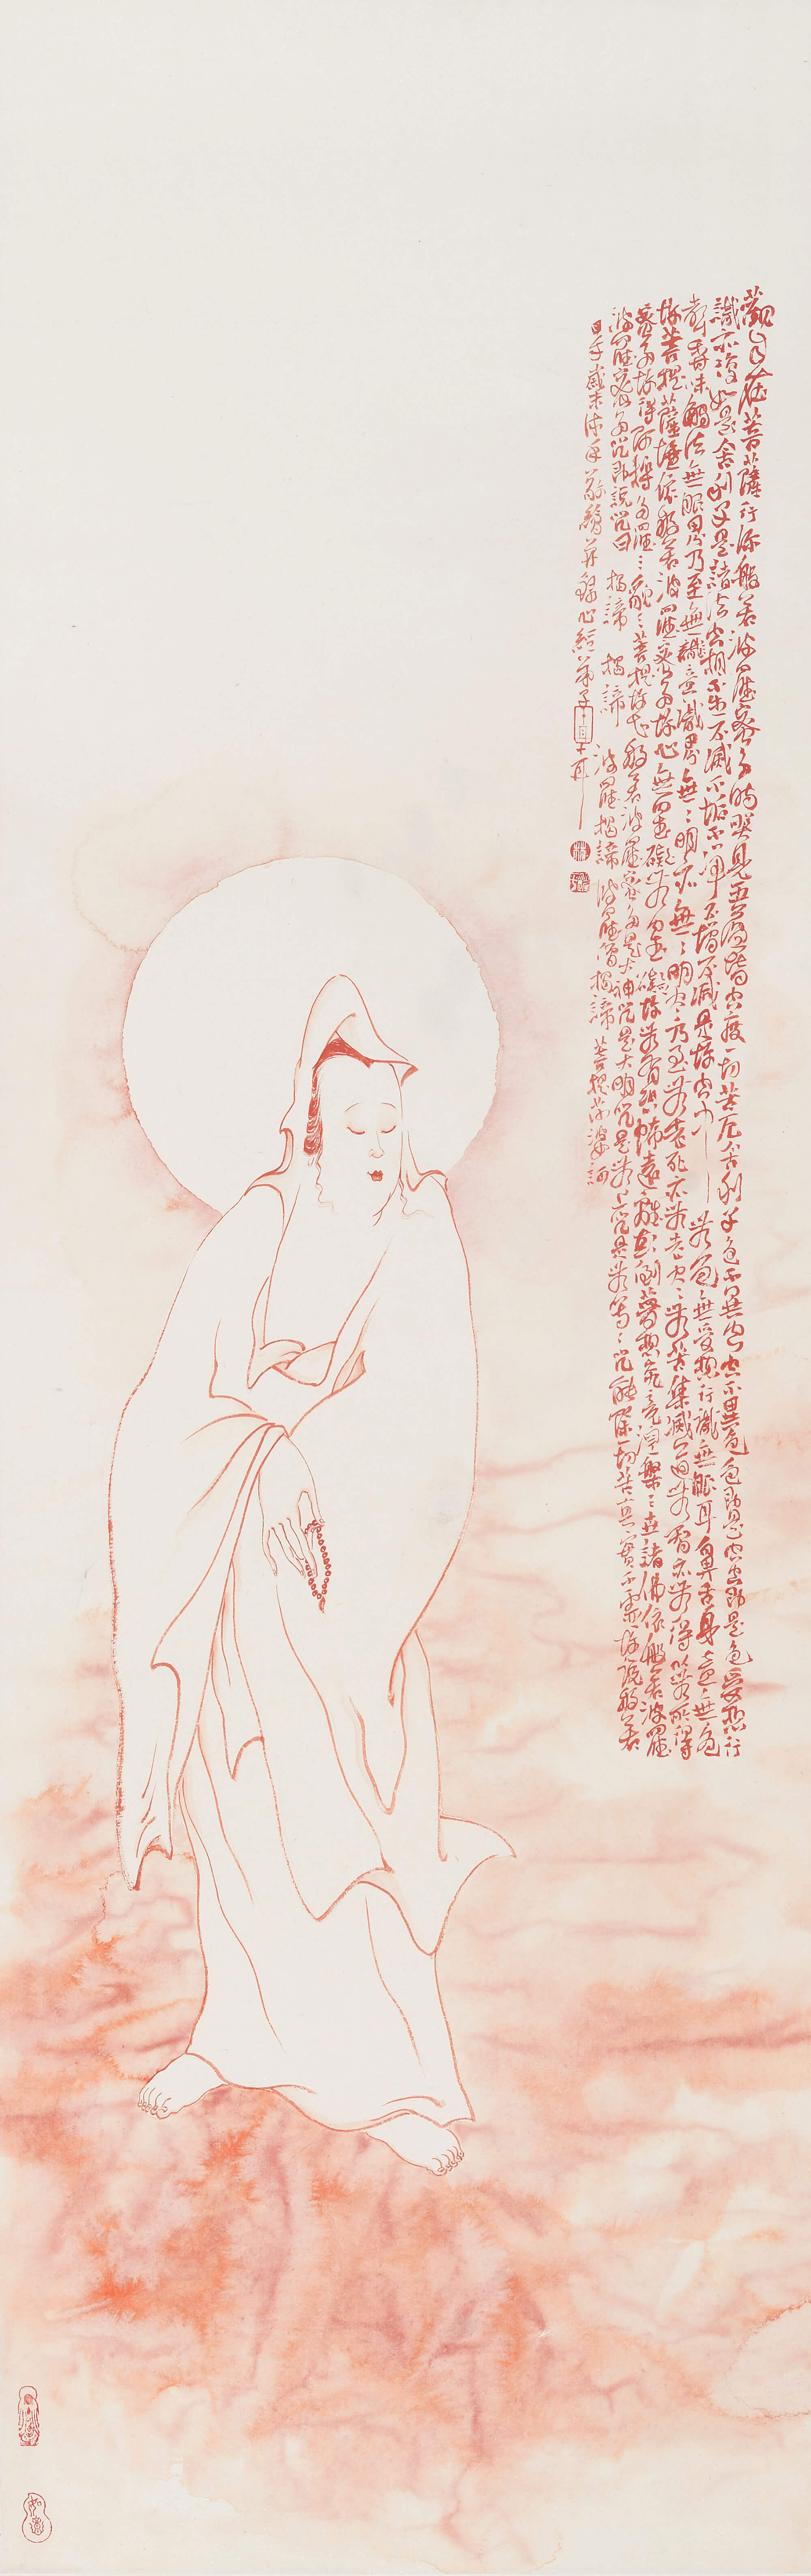 觀自在菩薩行深般若波羅蜜多時照見五蘊皆空度一切苦厄舍利子色不異空空不異色色即是空空即是色受想行
識亦復如是舍利子是諸法空相不生不滅不垢不淨不增不減是故空中無色無受想行識無眼耳鼻舌身意無色
聲香味觸法無眼界乃至無識意識界無〻明亦無〻明盡乃至無老死亦無老死盡無苦集滅道無智亦無得以無所得
故菩提薩埵依般若波羅蜜多故心無罣礙無罣礙故無有恐怖遠離顛倒夢想究竟涅槃三世諸佛依般若波羅
蜜多故得阿耨多羅三藐三菩提故知般若波羅蜜多是大神咒是大明咒是無上咒是無等〻咒能除一切苦真實不虛故說般若
波羅蜜多咒即說咒曰 揭諦 揭諦 波羅揭諦 波羅僧揭諦 菩提薩婆訶
歲末沐手敬繪并錄心經弟子